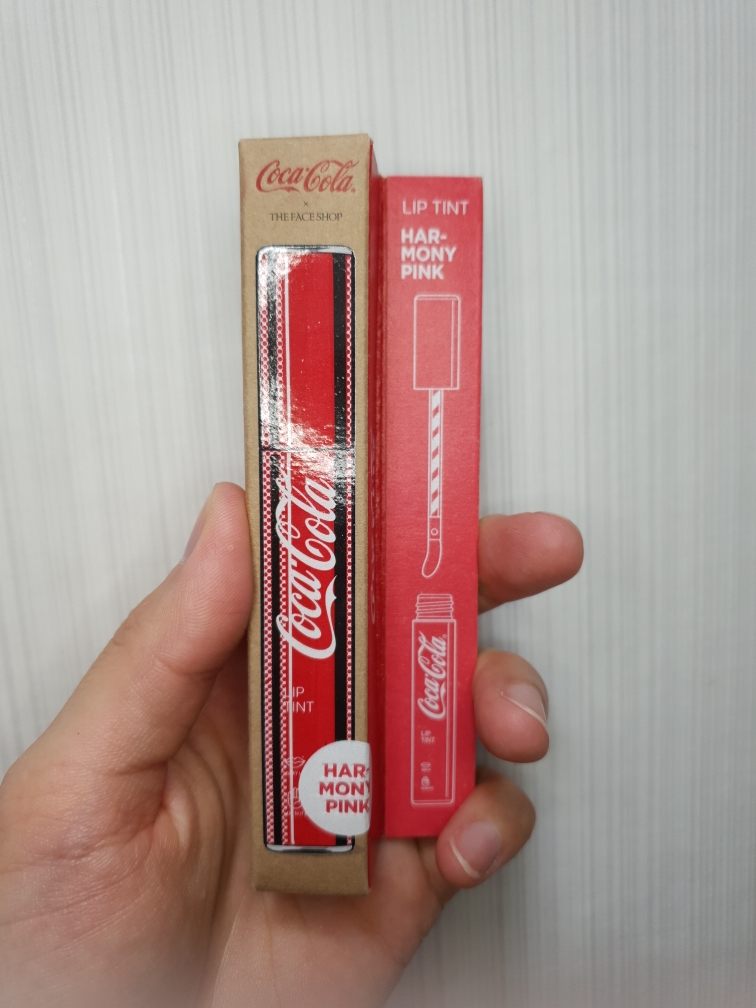 Coca-Cola
×
THE FACE SHOP
Coca-Cola
LIP
TINT
HAR-
MONY
PINK
LIP TINT
HAR-
MONY
PINK
Coca-Cola
LIP
TINT